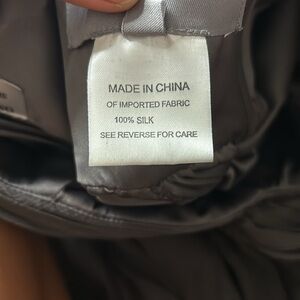 MADE IN CHINA
OF IMPORTED FABRIC
100% SILK
SEE REVERSE FOR CARE